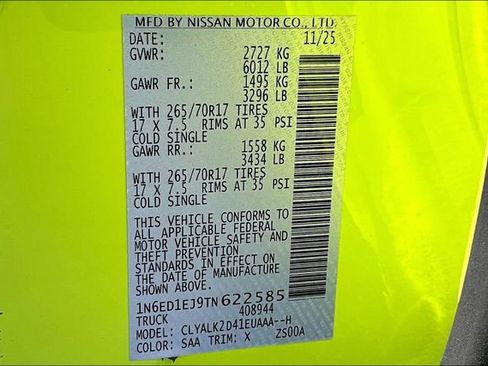 MFD BY NISSAN MOTOR CO., LTD.
DATE: 11/25
GVWR: 2727 KG
6012 LB
GAWR FR.: 1495 KG
3296 LB
WITH 265/70R17 TIRES
17 X 7.5 RIMS AT 35 PSI
COLD SINGLE
GAWR RR.: 1558 KG
3434 LB
WITH 265/70R17 TIRES
17 X 7.5 RIMS AT 35 PSI
COLD SINGLE
THIS VEHICLE CONFORMS TO
ALL APPLICABLE FEDERAL
MOTOR VEHICLE SAFETY AND
THEFT PREVENTION
STANDARDS IN EFFECT ON
THE DATE OF MANUFACTURE
SHOWN ABOVE.
1N6ED1EJ9TN622585
TRUCK 408944
MODEL: CLYALK2D41EUAAA--H
COLOR: SAA TRIM: X ZS00A